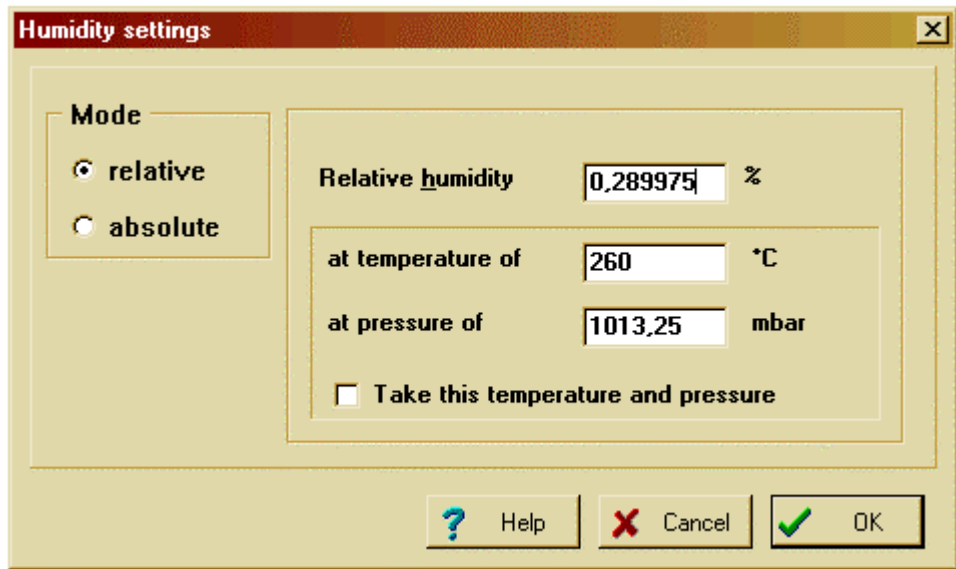 Humidity settings
Mode
relative
absolute
Relative humidity 0,289975 %
at temperature of 260 °C
at pressure of 1013,25 mbar
Take this temperature and pressure
? Help Cancel OK